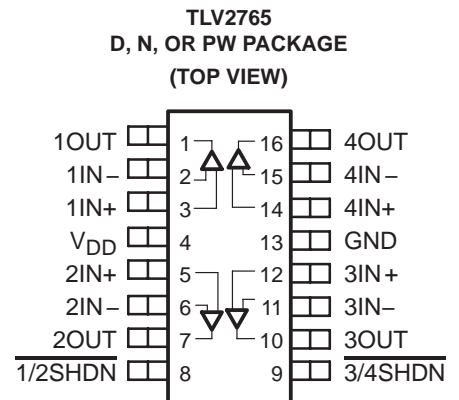 TLV2765
D, N, OR PW PACKAGE
(TOP VIEW)
1OUT 1 16 4OUT
1IN− 2 15 4IN−
1IN+ 3 14 4IN+
VDD 4 13 GND
2IN+ 5 12 3IN+
2IN− 6 11 3IN−
2OUT 7 10 3OUT
1/2SHDN 8 9 3/4SHDN